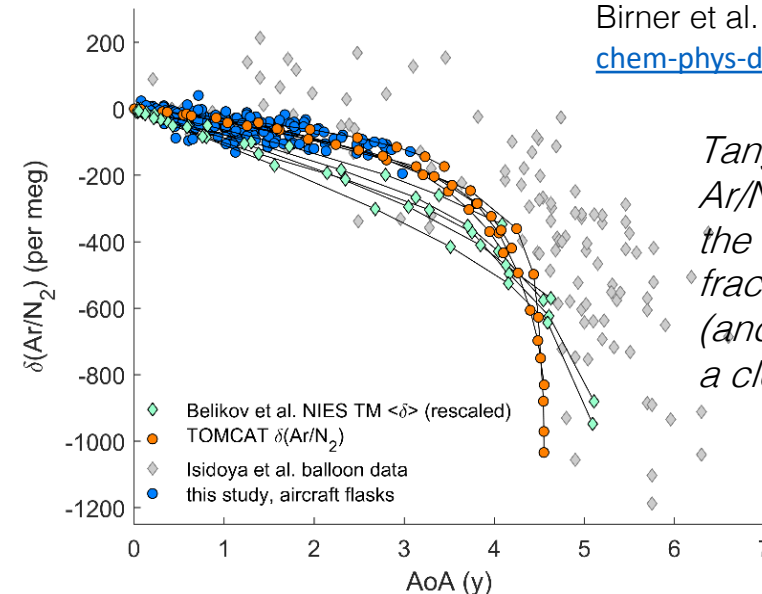 Birner et al.
chem-phys-d
Tang
Ar/N
the
frac
(and
a cl
200
0
-200
-400
-600
-800
-1000
-1200
δ(Ar/N2) (per meg)
Belikov et al. NIES TM <δ> (rescaled)
TOMCAT δ(Ar/N2)
Isidoya et al. balloon data
this study, aircraft flasks
0 1 2 3 4 5 6 7
AoA (y)